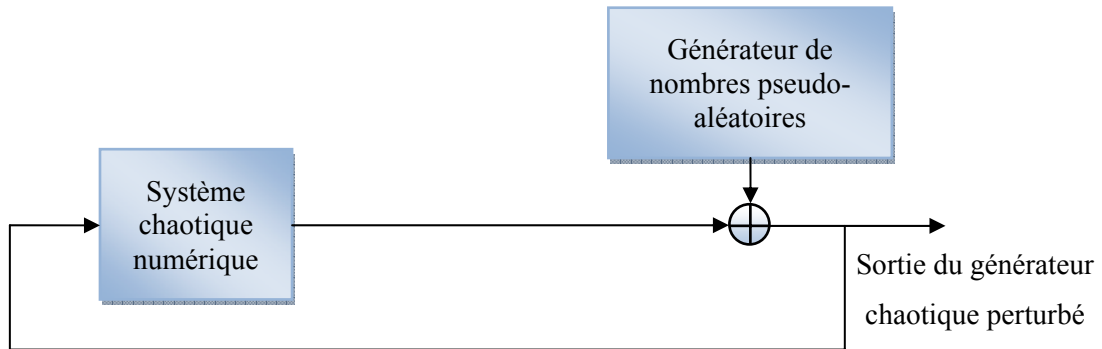 Générateur de
nombres pseudo-
aléatoires
Système
chaotique
numérique
Sortie du générateur
chaotique perturbé